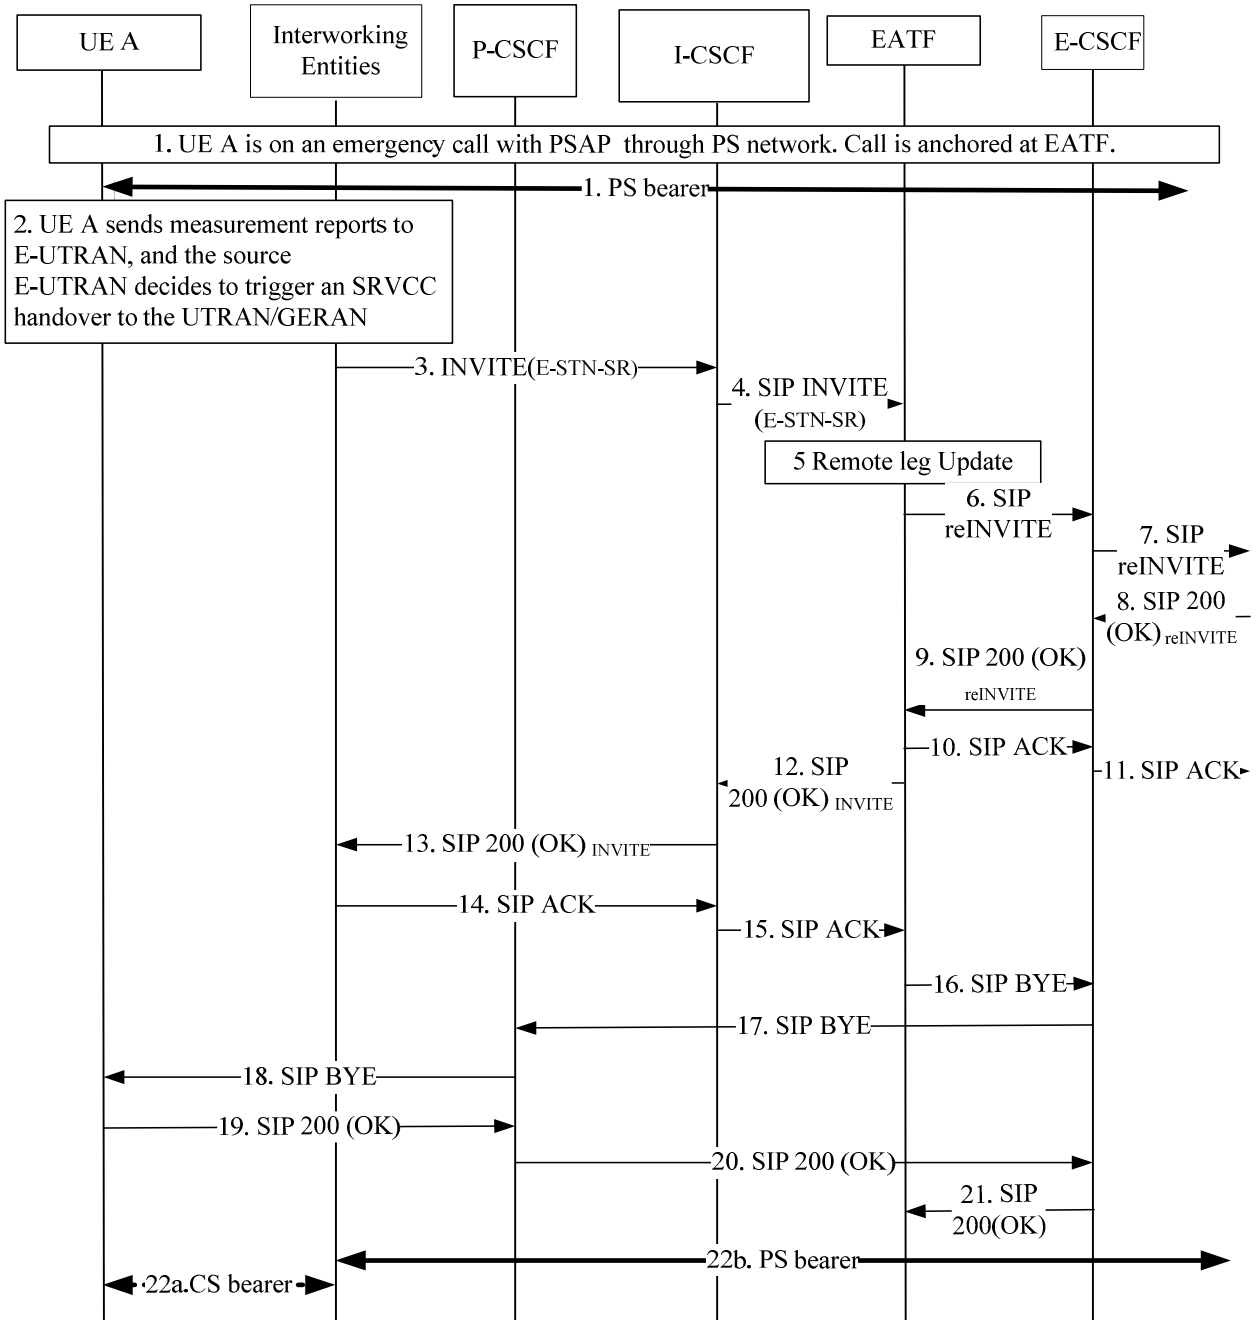 UE A
Interworking
Entities
P-CSCF
I-CSCF
EATF
E-CSCF
1. UE A is on an emergency call with PSAP through PS network. Call is anchored at EATF.
1. PS bearer
2. UE A sends measurement reports to
E-UTRAN, and the source
E-UTRAN decides to trigger an SRVCC
handover to the UTRAN/GERAN
3. INVITE(E-STN-SR)
4. SIP INVITE
(E-STN-SR)
5 Remote leg Update
6. SIP
reINVITE
7. SIP
reINVITE
8. SIP 200
(OK) reINVITE
9. SIP 200 (OK)
reINVITE
10. SIP ACK
11. SIP ACK
12. SIP
200 (OK) INVITE
13. SIP 200 (OK) INVITE
14. SIP ACK
15. SIP ACK
16. SIP BYE
17. SIP BYE
18. SIP BYE
19. SIP 200 (OK)
20. SIP 200 (OK)
21. SIP
200(OK)
22b. PS bearer
22a.CS bearer